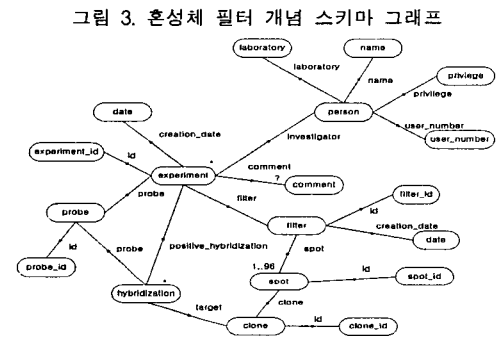 그림 3. 혼성체 필터 개념 스키마 그래프
laboratory
name
laboratory
name
privilege
privilege
date
person
user_number
user_number
creation_date
investigator
experiment_id
id
*
comment
experiment
?
comment
probe
filter
filter_id
id
probe
filter
creation_date
date
id
probe
positive_hybridization
spot
probe_id
*
1..96
id
spot
spot_id
hybridization
clone
target
id
clone
clone_id